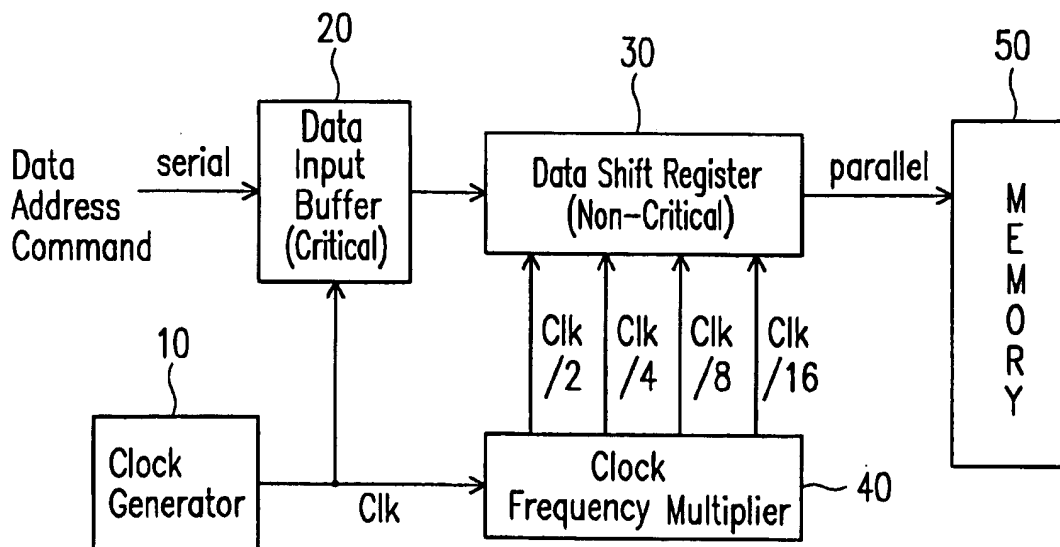 20
30
50
Data
Input
Buffer
(Critical)
serial
Data
Address
Command
Data Shift Register
(Non-Critical)
parallel
MEMORY
10
Clk
/2
Clk
/4
Clk
/8
Clk
/16
Clock
Generator
Clk
Clock
Frequency Multiplier
40